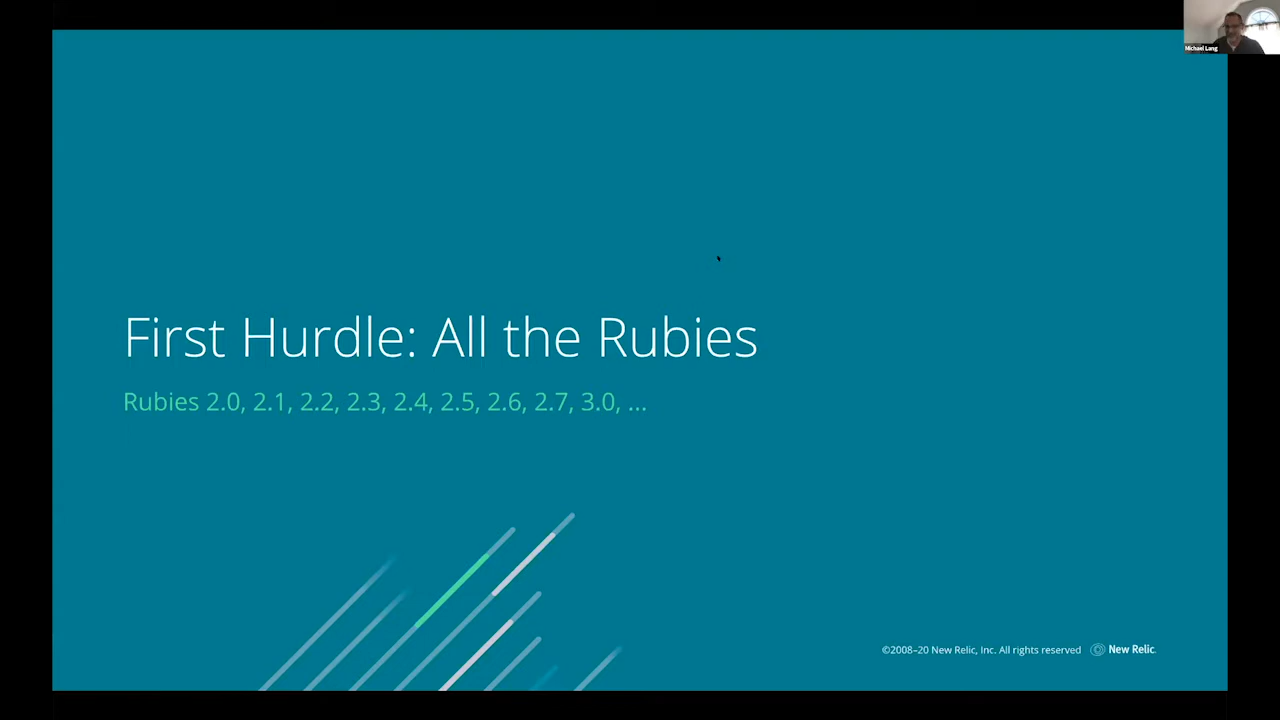 Michael Lang
First Hurdle: All the Rubies
Rubies 2.0, 2.1, 2.2, 2.3, 2.4, 2.5, 2.6, 2.7, 3.0, ...
©2008–20 New Relic, Inc. All rights reserved
New Relic.